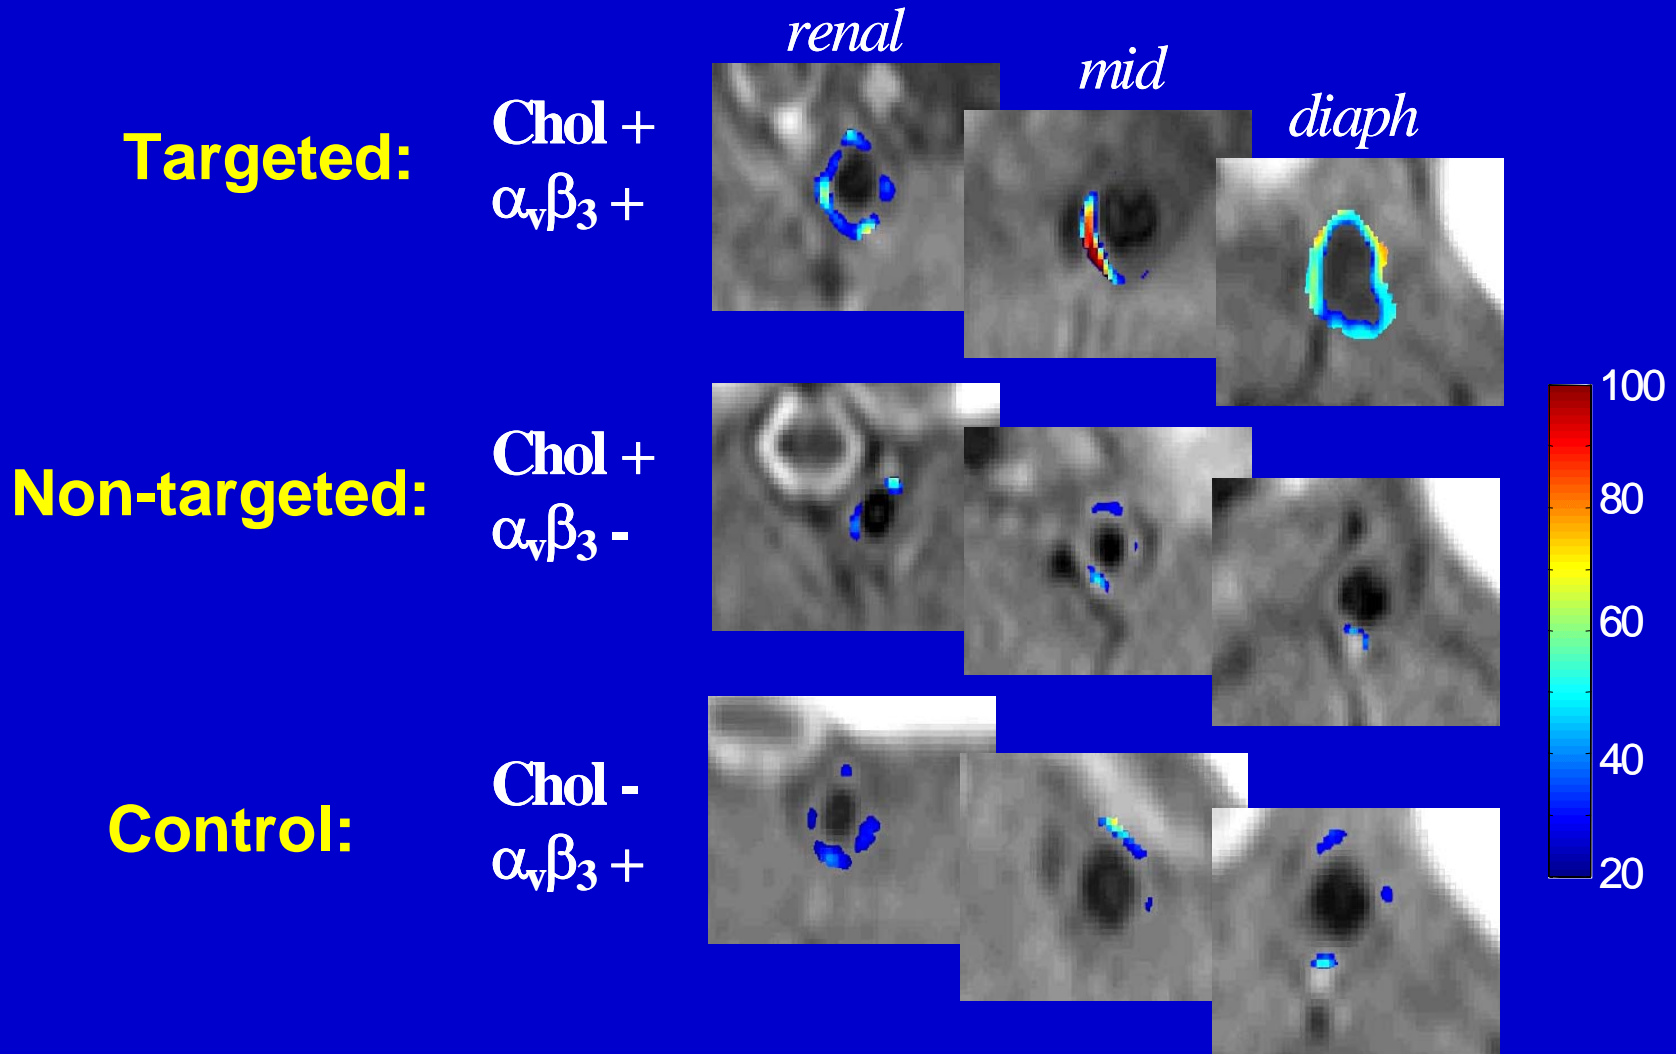 renal
mid
diaph
Targeted:
Chol +
αvβ3 +
Non-targeted:
Chol +
αvβ3 -
Control:
Chol -
αvβ3 +
100
80
60
40
20